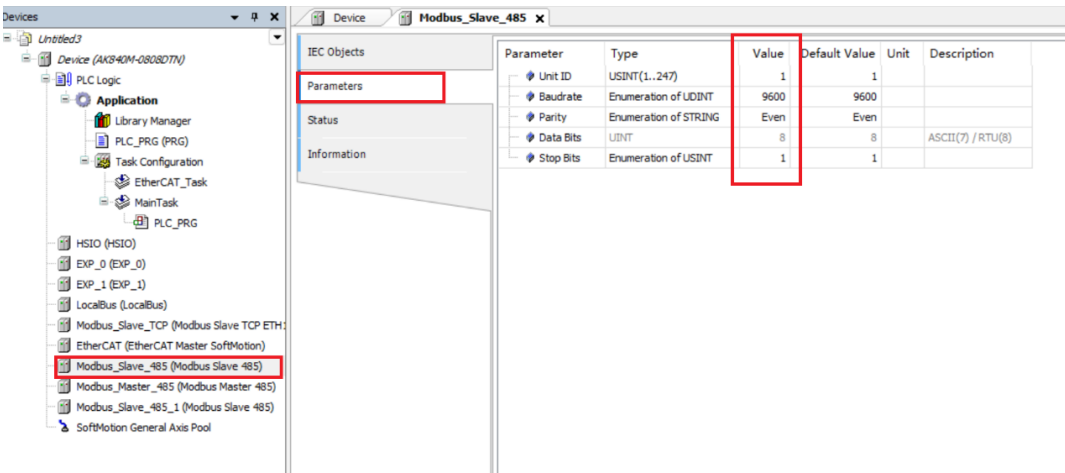 Devices
Device
Modbus_Slave_485
Untitled3
Device (AK840M-0808DTN)
PLC Logic
Application
Library Manager
PLC_PRG (PRG)
Task Configuration
EtherCAT_Task
MainTask
PLC_PRG
HSIO (HSIO)
EXP_0 (EXP_0)
EXP_1 (EXP_1)
LocalBus (LocalBus)
Modbus_Slave_TCP (Modbus Slave TCP ETH1
EtherCAT (EtherCAT Master SoftMotion)
Modbus_Slave_485 (Modbus Slave 485)
Modbus_Master_485 (Modbus Master 485)
Modbus_Slave_485_1 (Modbus Slave 485)
SoftMotion General Axis Pool
IEC Objects
Parameters
Status
Information
Parameter Type Value Default Value Unit Description
Unit ID USINT(1..247) 1 1
Baudrate Enumeration of UDINT 9600 9600
Parity Enumeration of STRING Even Even
Data Bits UINT 8 8 ASCII(7) / RTU(8)
Stop Bits Enumeration of USINT 1 1